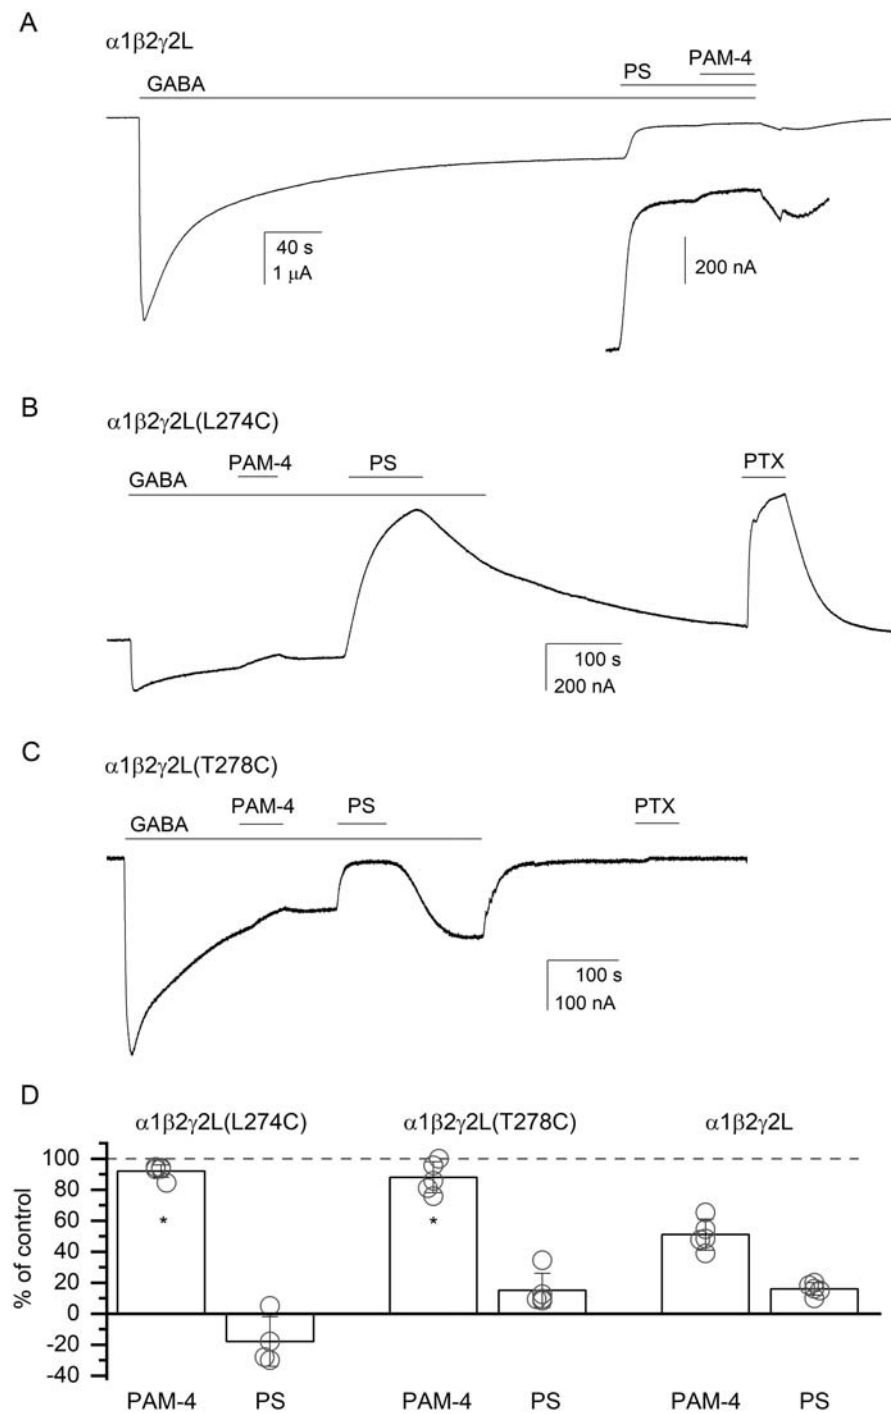 A
α1β2γ2L
PAM-4
PS
GABA
40 s
1 μA
200 nA
B
α1β2γ2L(L274C)
PAM-4
PS
PTX
GABA
100 s
200 nA
C
α1β2γ2L(T278C)
PAM-4
PS
PTX
GABA
100 s
100 nA
D
α1β2γ2L(L274C)
α1β2γ2L(T278C)
α1β2γ2L
% of control
100
80
60
40
20
0
-20
-40
*
*
PAM-4
PS
PAM-4
PS
PAM-4
PS